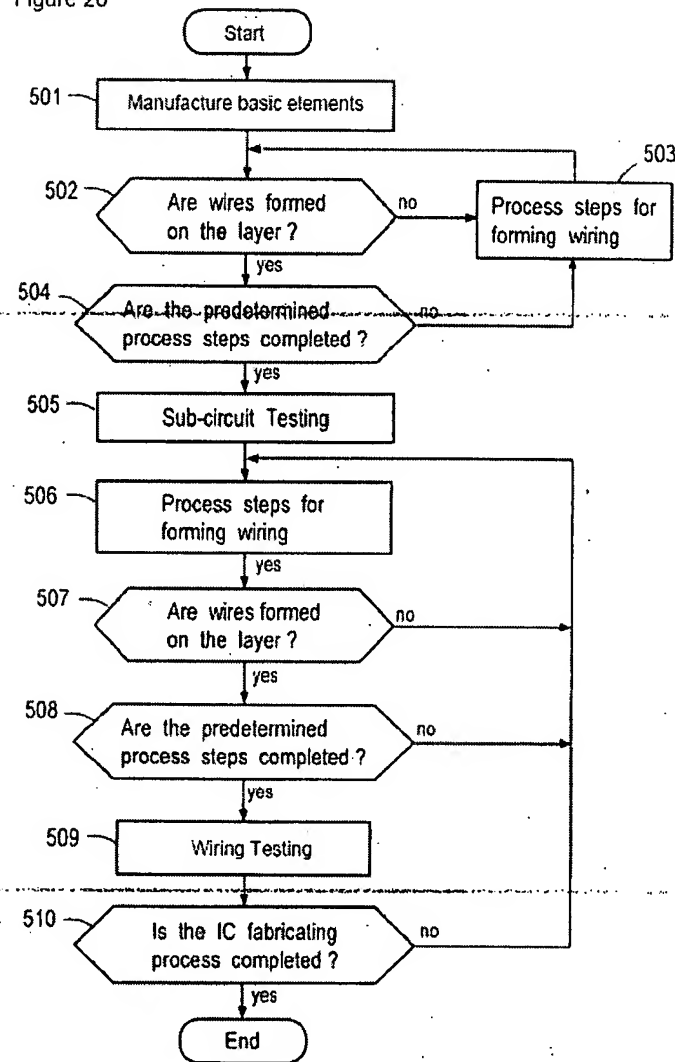 Figure
Start
501
Manufacture basic elements
502
Are wires formed
on the layer ?
no
503
Process steps for
forming wiring
yes
504
Are the predetermined
process steps completed ?
no
yes
505
Sub-circuit Testing
506
Process steps for
forming wiring
yes
507
Are wires formed
on the layer ?
no
yes
508
Are the predetermined
process steps completed ?
no
yes
509
Wiring Testing
510
Is the IC fabricating
process completed ?
no
yes
End